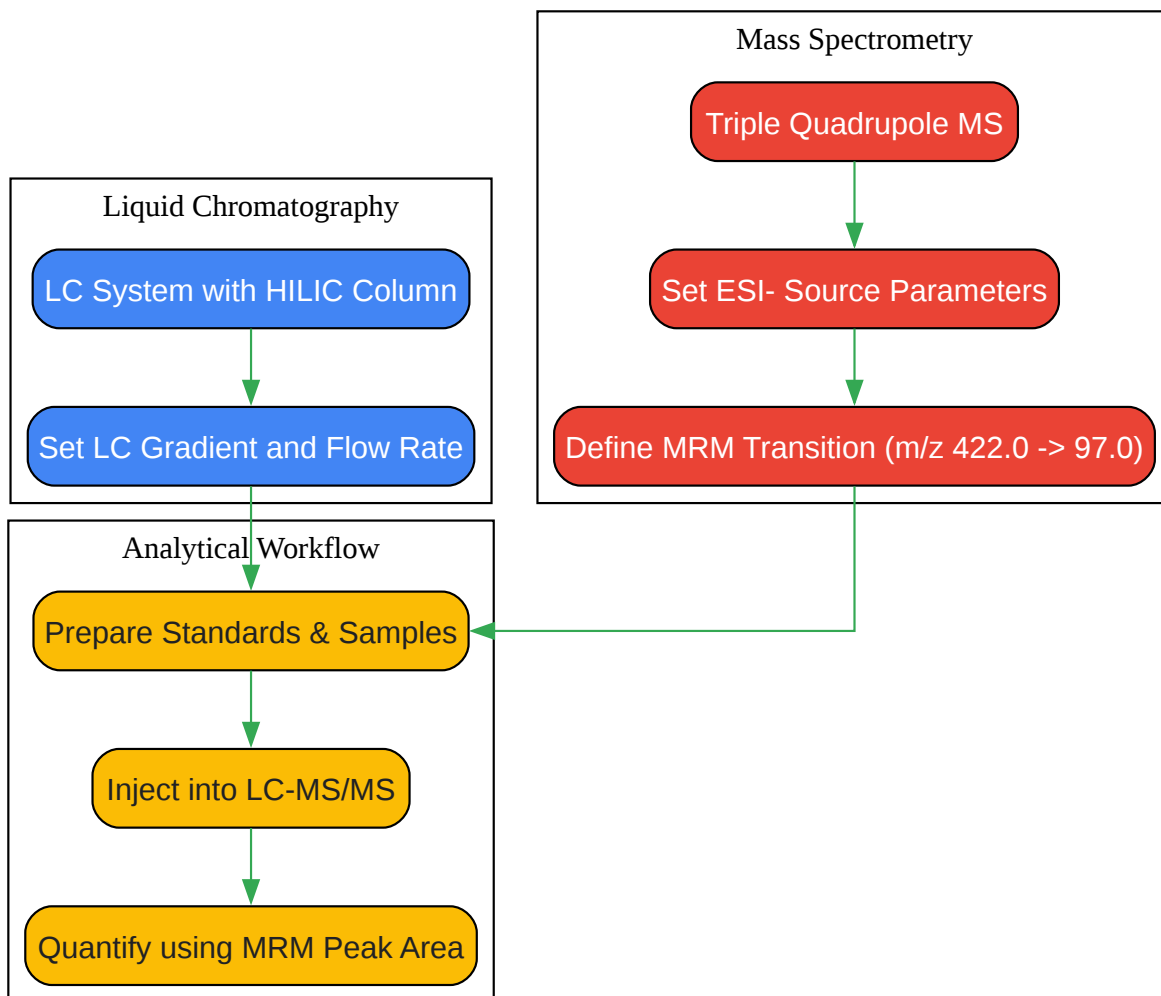 Mass Spectrometry
Triple Quadrupole MS
Liquid Chromatography
LC System with HILIC Column
Set ESI- Source Parameters
Set LC Gradient and Flow Rate
Define MRM Transition (m/z 422.0 -> 97.0)
Analytical Workflow
Prepare Standards & Samples
Inject into LC-MS/MS
Quantify using MRM Peak Area